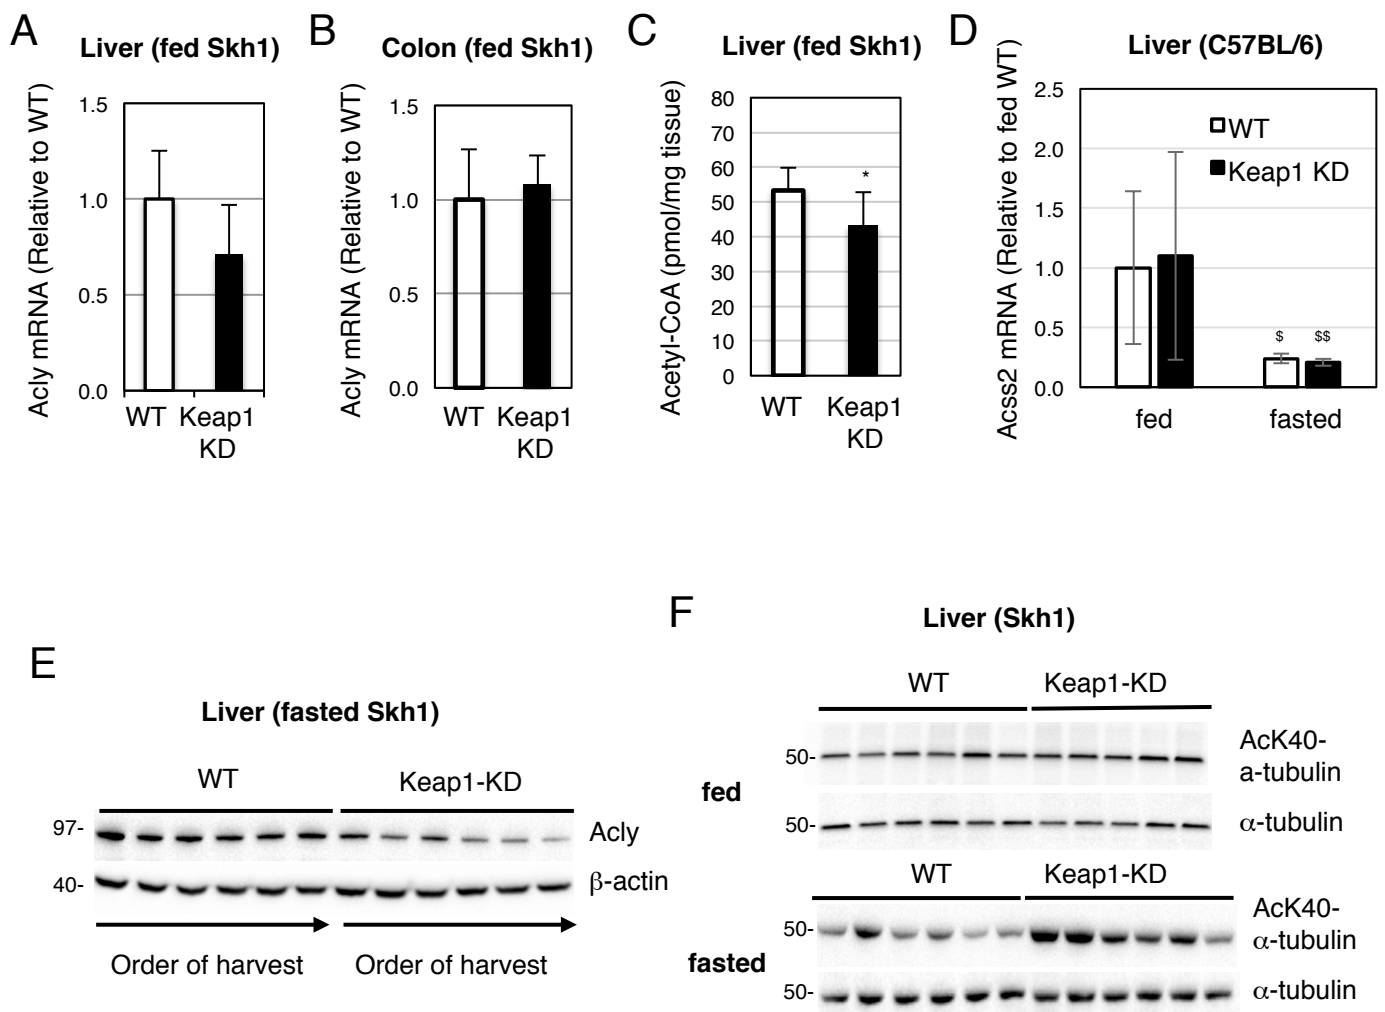 A
Liver (fed Skh1)
Acly mRNA (Relative to WT)
1.5
1.0
0.5
0.0
WT
Keap1
KD
B
Colon (fed Skh1)
Acly mRNA (Relative to WT)
1.5
1.0
0.5
0.0
WT
Keap1
KD
C
Liver (fed Skh1)
Acetyl-CoA (pmol/mg tissue)
80
70
60
50
40
30
20
10
0
*
WT
Keap1
KD
D
Liver (C57BL/6)
Acss2 mRNA (Relative to fed WT)
2.5
2.0
1.5
1.0
0.5
0.0
WT
Keap1 KD
$
$$
fed
fasted
E
Liver (fasted Skh1)
WT
Keap1-KD
97-
Acly
40-
β-actin
Order of harvest
Order of harvest
F
Liver (Skh1)
WT
Keap1-KD
fed
50-
AcK40-
a-tubulin
50-
α-tubulin
WT
Keap1-KD
fasted
50-
AcK40-
α-tubulin
50-
α-tubulin